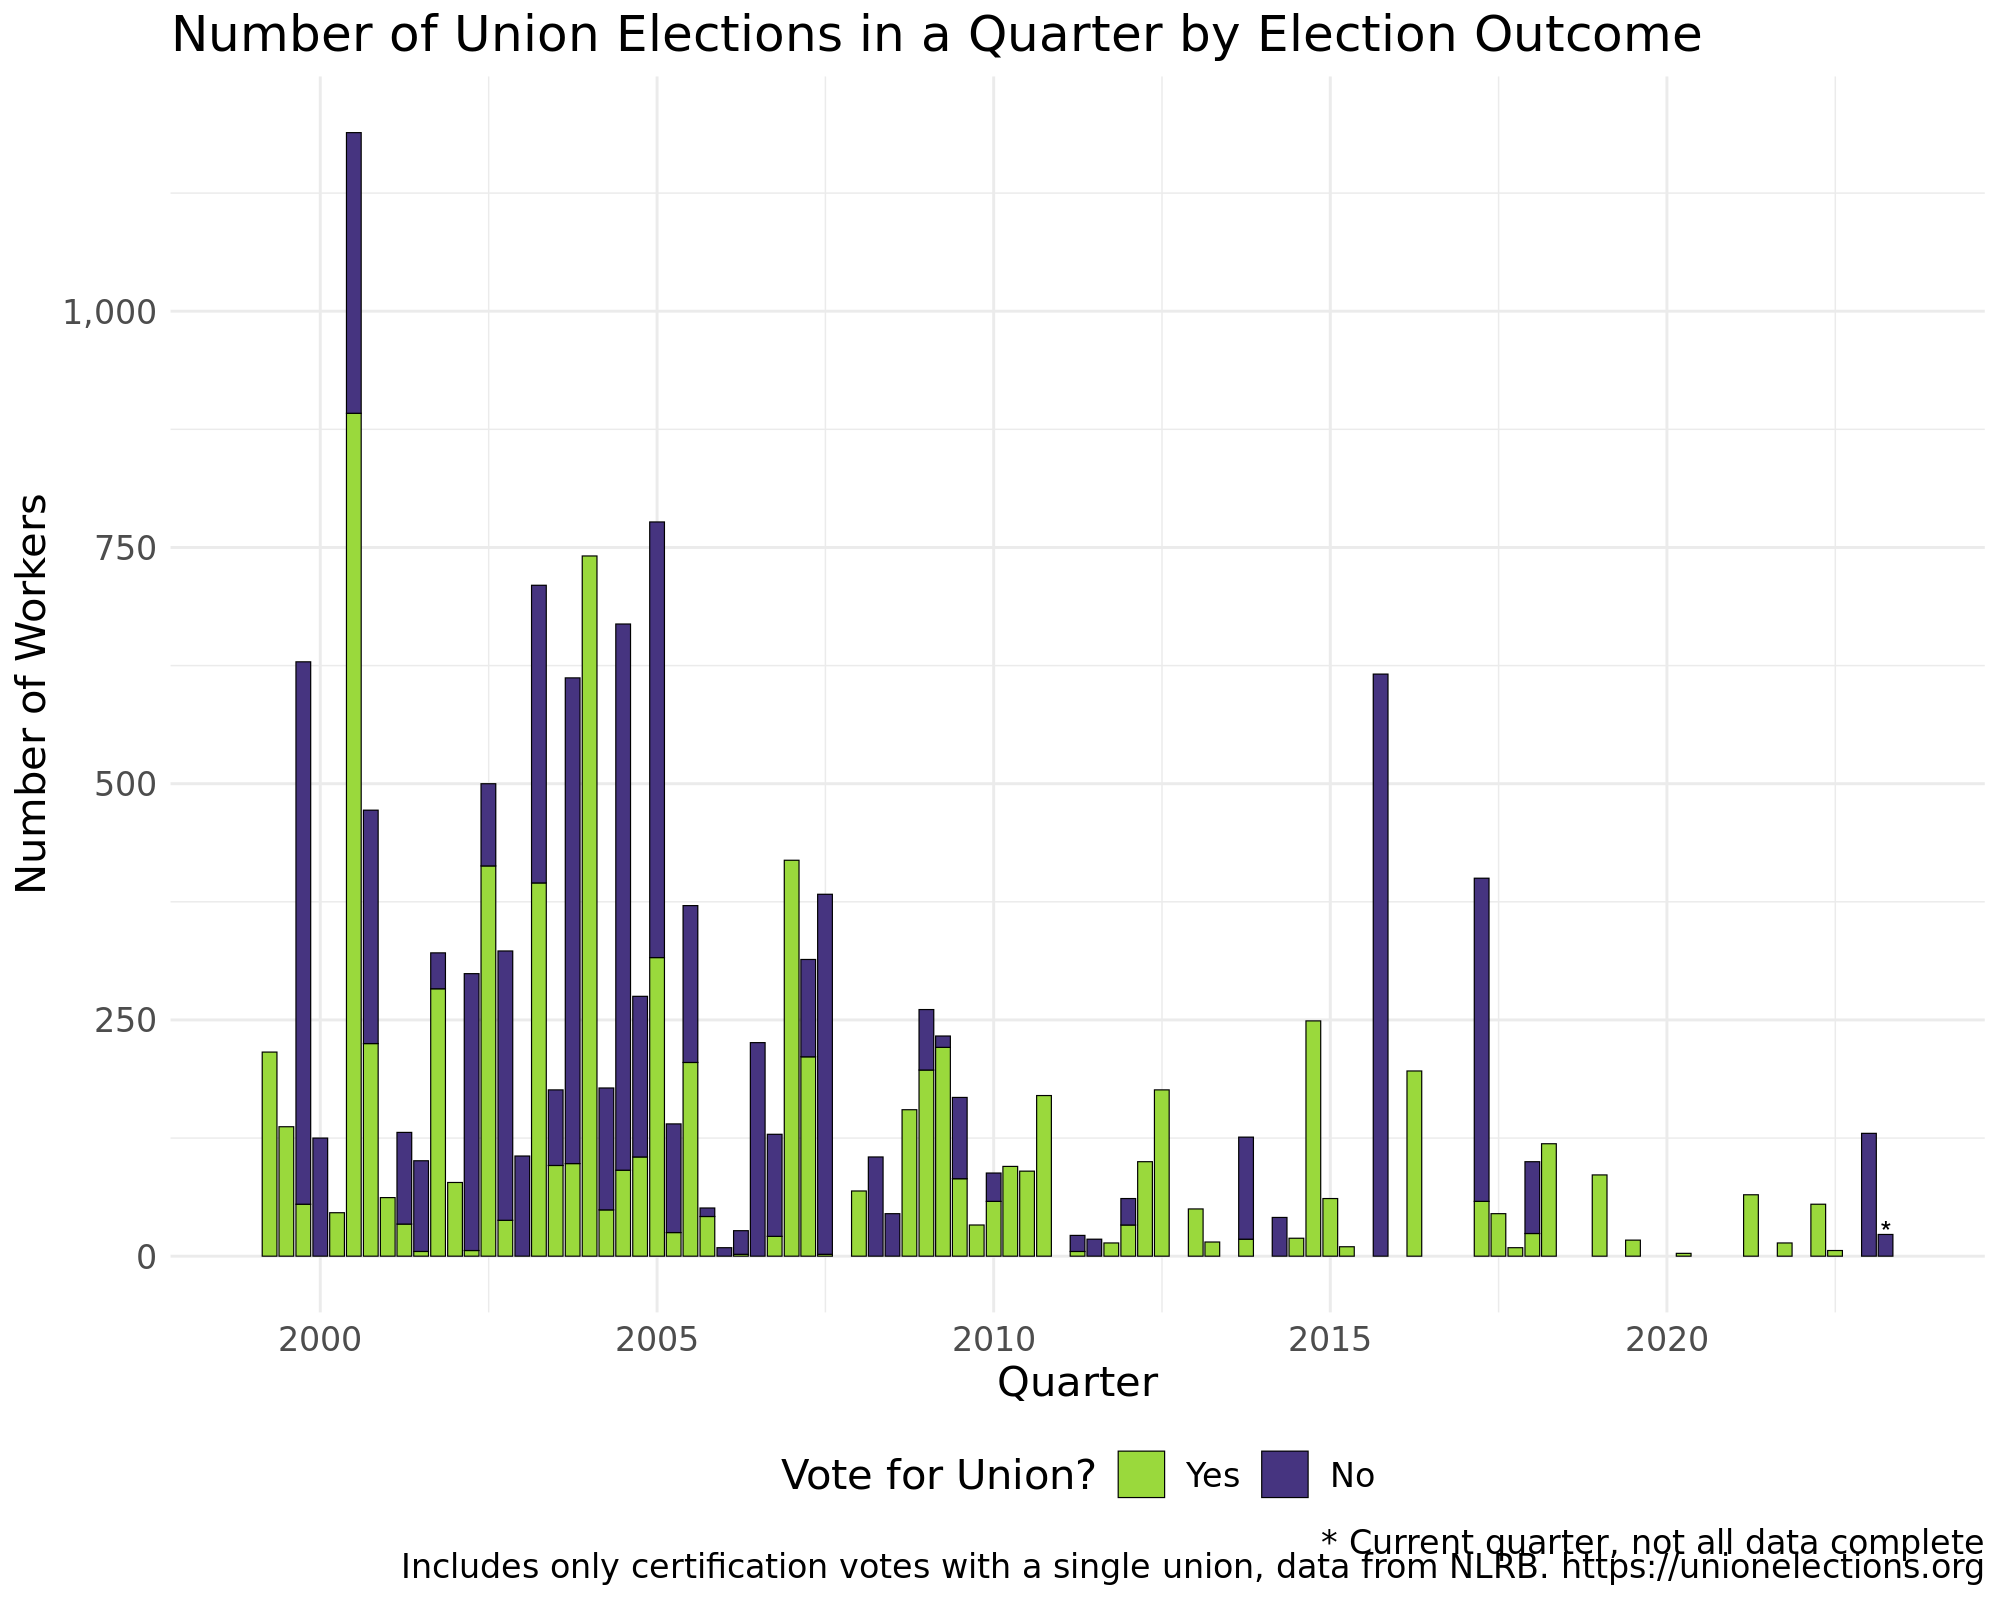 Number of Union Elections in a Quarter by Election Outcome
Number of Workers
1,000
750
500
250
0
*
2000 2005 2010 2015 2020
Quarter
Vote for Union? Yes No
* Current quarter, not all data complete
Includes only certification votes with a single union, data from NLRB. https://unionelections.org